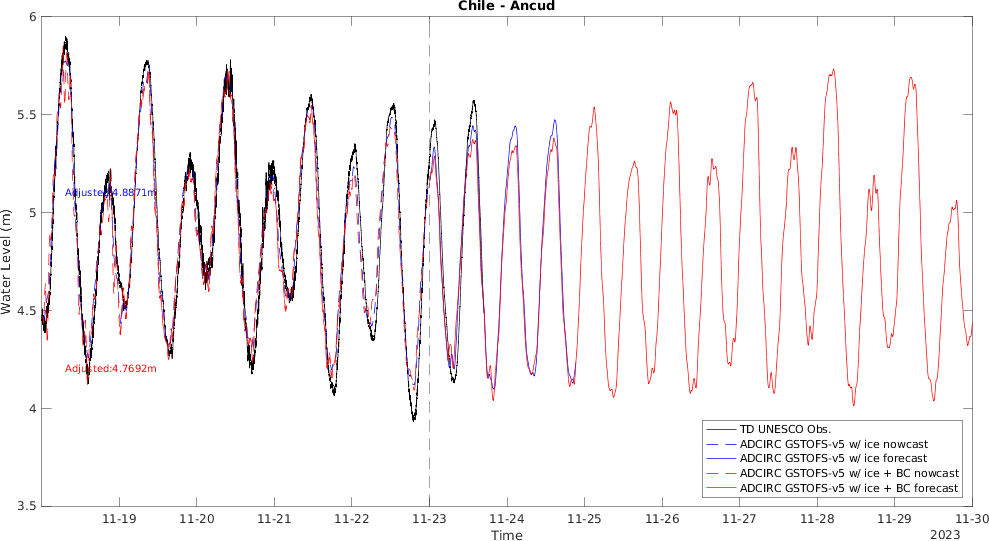 Chile - Ancud
6
5.5
5
4.5
4
3.5
Water Level (m)
Adjusted:4.8871m
Adjusted:4.7692m
TD UNESCO Obs.
ADCIRC GSTOFS-v5 w/ ice nowcast
ADCIRC GSTOFS-v5 w/ ice forecast
ADCIRC GSTOFS-v5 w/ ice + BC nowcast
ADCIRC GSTOFS-v5 w/ ice + BC forecast
11-19 11-20 11-21 11-22 11-23 11-24 11-25 11-26 11-27 11-28 11-29 11-30
Time
2023